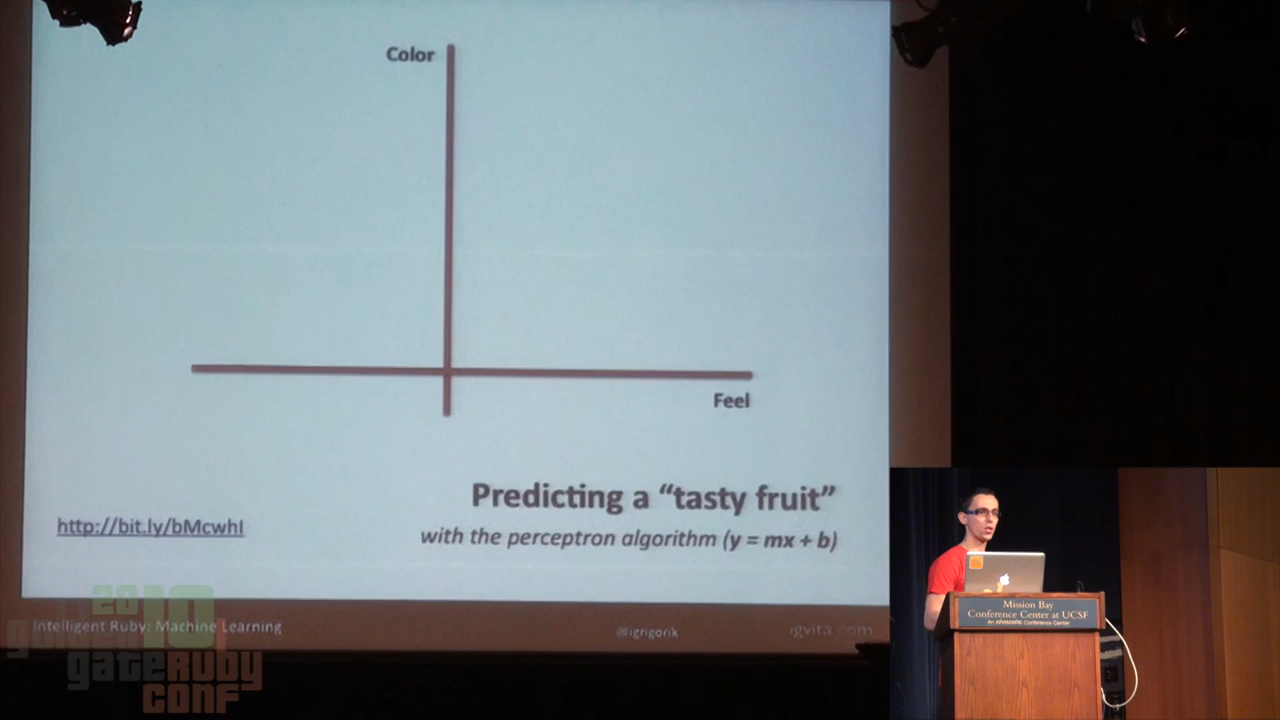 Color
Feel
Predicting a “tasty fruit”
http://bit.ly/bMcwhI
with the perceptron algorithm (y = mx + b)
Intelligent Ruby: Machine Learning
@igrigorik
igvita.com
2010
gateRUBY
CONF
Mission Bay
Conference Center at UCSF
An ARAMARK Conference Center